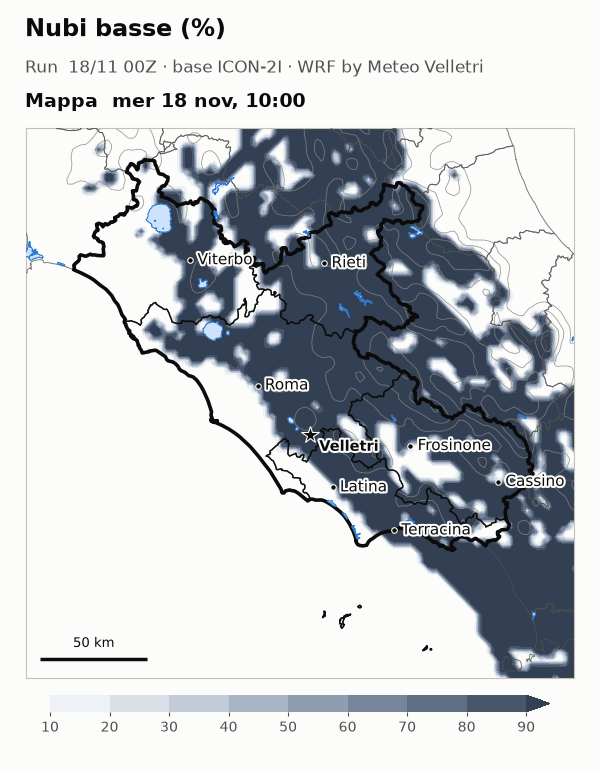 Nubi basse (%)
Run 18/11 00Z · base ICON-2I · WRF by Meteo Velletri
Mappa mer 18 nov, 10:00
Viterbo
Rieti
Roma
Velletri
Frosinone
Latina
Cassino
Terracina
50 km
10 20 30 40 50 60 70 80 90